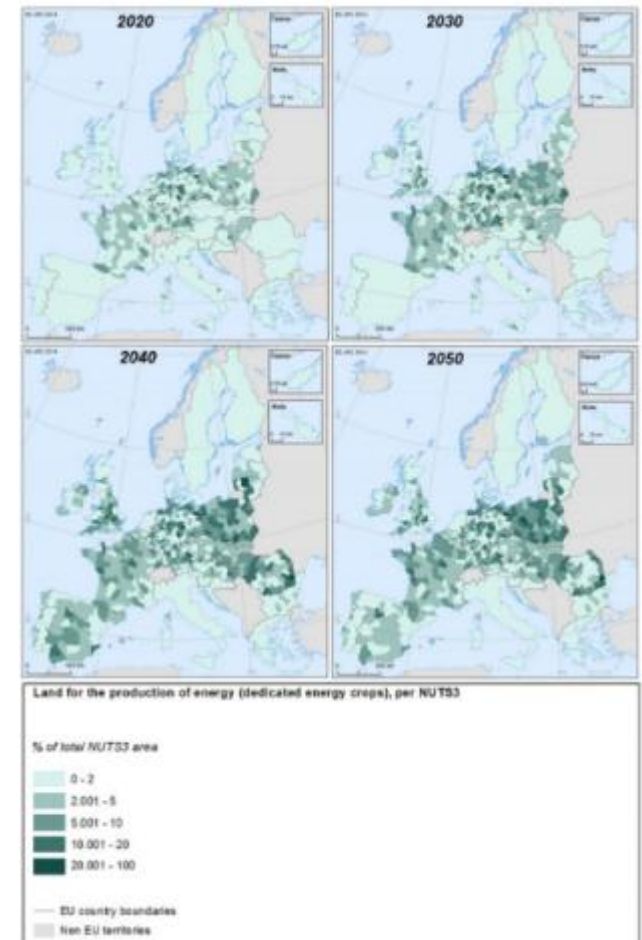 2020
2030
2040
2050
Land for the production of energy (dedicated energy crops), per NUTS3
% of total NUTS3 area
0 - 2
2.001 - 5
5.001 - 10
10.001 - 20
20.001 - 100
EU country boundaries
Non EU territories